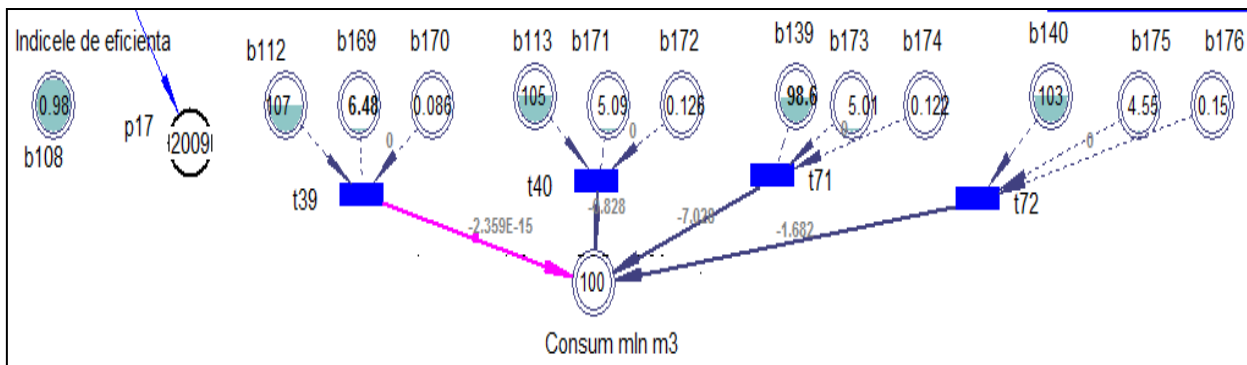 Indicele de eficienta
b112 b169 b170 b113 b171 b172 b139 b173 b174 b140 b175 b176
0.98 107 6.48 0.086 105 5.09 0.126 98.6 5.01 0.122 103 4.55 0.15
b108
p17
2009
0 0 0 0
t39 t40 t71 t72
-2.359E-15 -7.028 -1.682
100
Consum mln m3